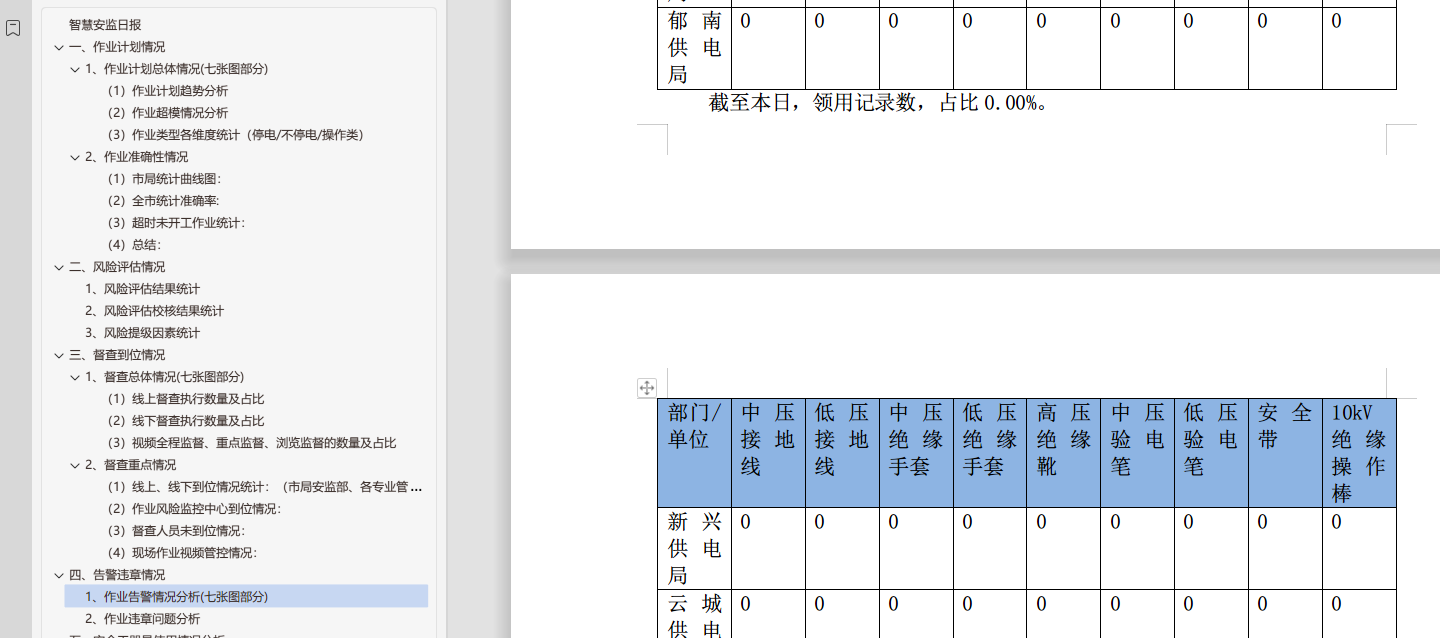 智慧安监日报
一、作业计划情况
1、作业计划总体情况(七张图部分)
（1）作业计划趋势分析
（2）作业超模情况分析
（3）作业类型各维度统计（停电/不停电/操作类）
2、作业准确性情况
（1）市局统计曲线图：
（2）全市统计准确率:
（3）超时未开工作业统计：
（4）总结：
二、风险评估情况
1、风险评估结果统计
2、风险评估校核结果统计
3、风险提级因素统计
三、督查到位情况
1、督查总体情况(七张图部分)
（1）线上督查执行数量及占比
（2）线下督查执行数量及占比
（3）视频全程监督、重点监督、浏览监督的数量及占比
2、督查重点情况
（1）线上、线下到位情况统计：（市局安监部、各专业管 ...
（2）作业风险监控中心到位情况：
（3）督查人员未到位情况：
（4）现场作业视频管控情况：
四、告警违章情况
1、作业告警情况分析(七张图部分)
2、作业违章问题分析
郁南供电局 0 0 0 0 0 0 0 0 0
截至本日，领用记录数，占比 0.00%。
部门/单位 中压接地线 低压接地线 中压绝缘手套 低压绝缘手套 高压绝缘靴 中压验电笔 低压验电笔 安全带 10kV绝缘操作棒
新兴供电局 0 0 0 0 0 0 0 0 0
云城供电 0 0 0 0 0 0 0 0 0